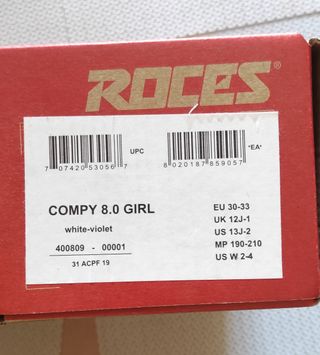 ROCES®
UPC
*EA*
7 07420 53056 7
8 020187 859057
COMPY 8.0 GIRL
white-violet
400809 - 00001
31 ACPF 19
EU 30-33
UK 12J-1
US 13J-2
MP 190-210
US W 2-4